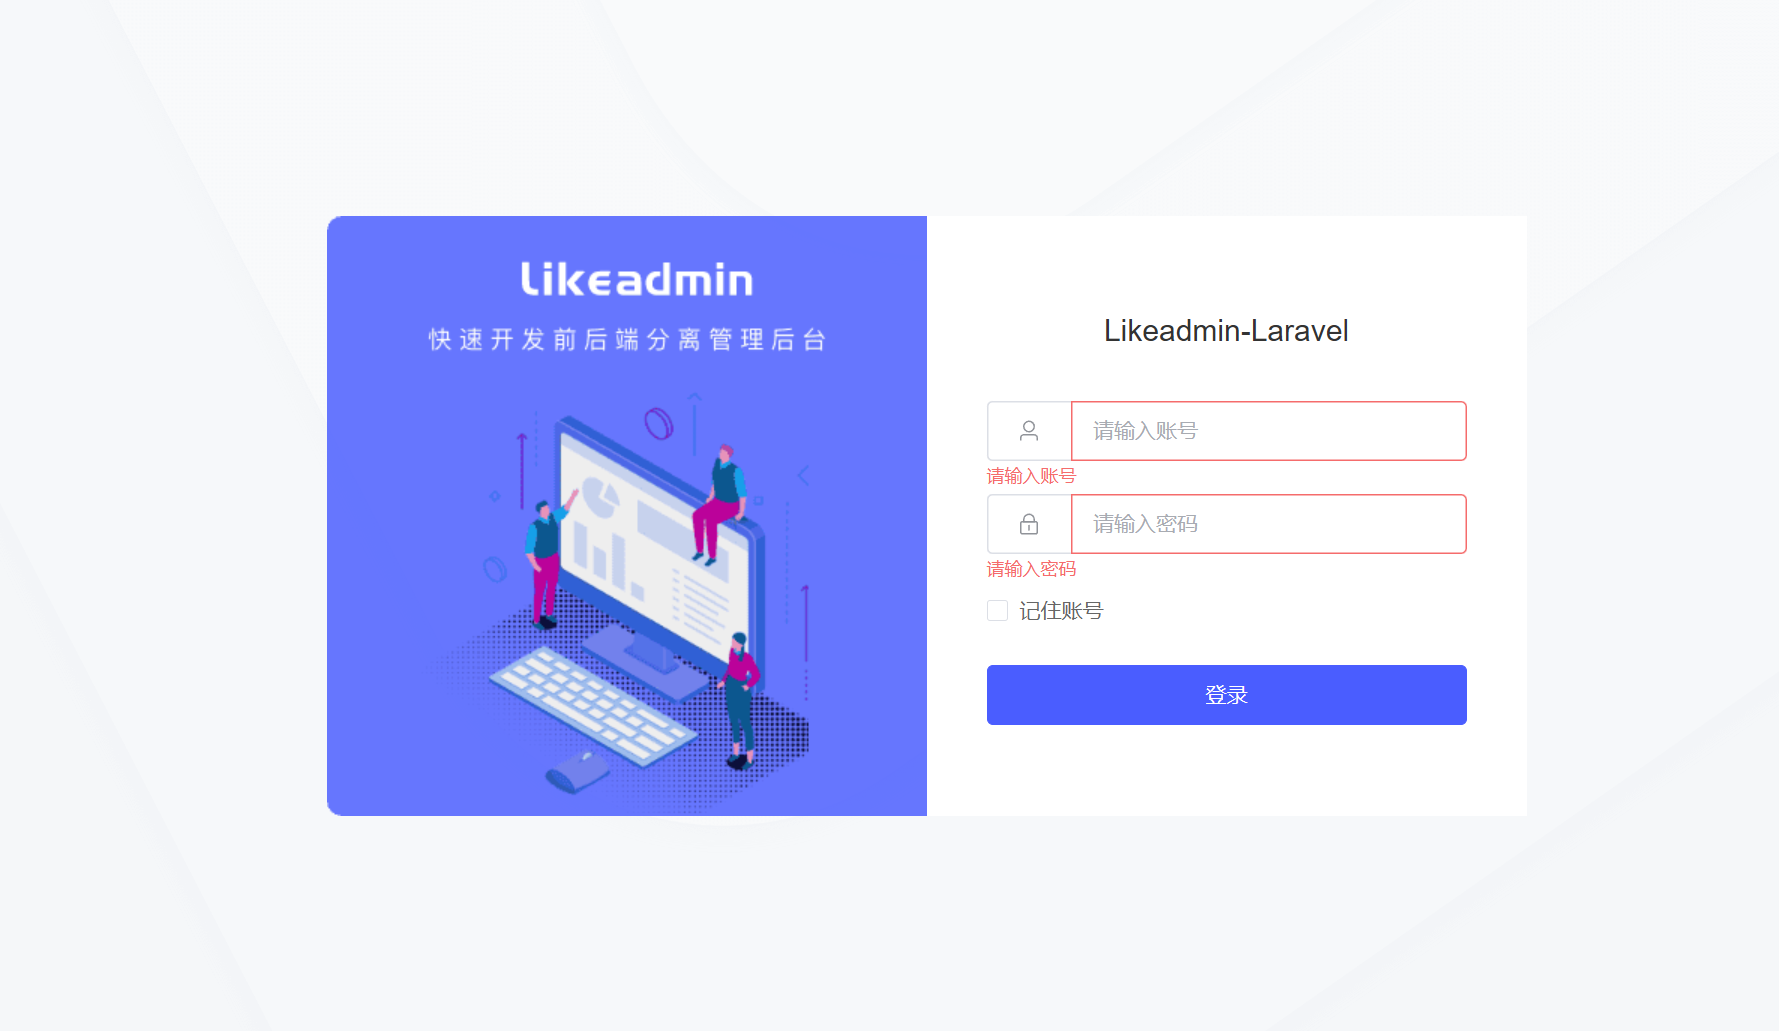 likeadmin
快速开发前后端分离管理后台
Likeadmin-Laravel
请输入账号
请输入账号
请输入密码
请输入密码
记住账号
登录